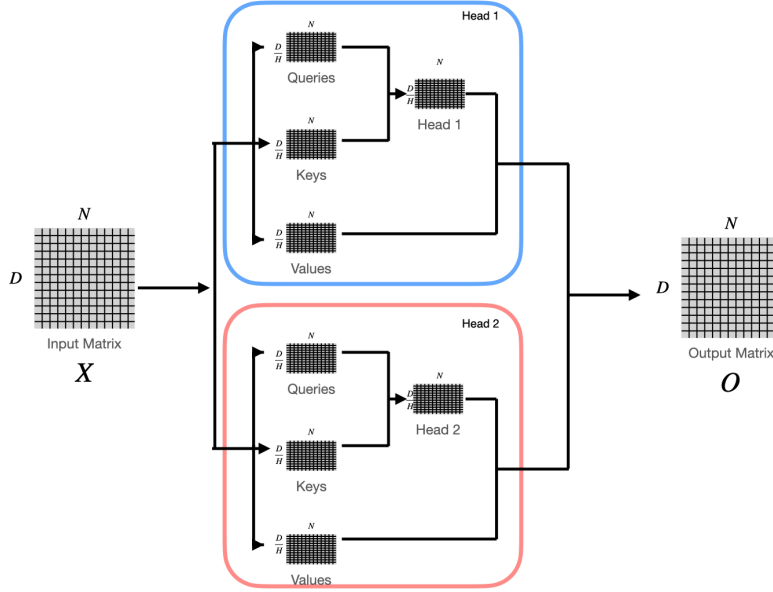 Head 1
N
D/H
Queries
N
D/H
Head 1
N
D/H
Keys
N
D/H
Values
N
D
Input Matrix
X
Head 2
N
D/H
Queries
N
D/H
Head 2
N
D/H
Keys
N
D/H
Values
N
D
Output Matrix
O